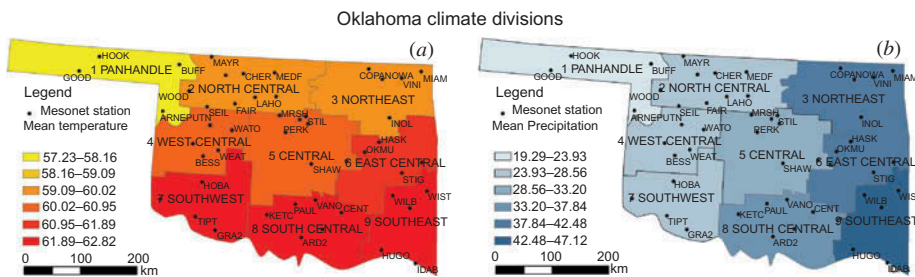 Oklahoma climate divisions
(a)
HOOK
MAYR
1 PANHANDLE
BUFF
GOOD
CHER
MEDF
COPANOWA
MIAM
VINI
2 NORTH CENTRAL
WOOD
LAHO
3 NORTHEAST
ARNEPUTN
SEIL
FAIR
MRSH
STIL
INOL
WATO
PERK
HASK
4 WEST CENTRAL
OKMU
BESS
WEAT
5 CENTRAL
6 EAST CENTRAL
SHAW
STIG
HOBA
7 SOUTHWEST
WIST
PAUL
VANO
CENT
WILB
TIPT
KETC
9 SOUTHEAST
GRA2
8 SOUTH CENTRAL
ARD2
HUGO
IDAB
Legend
Mesonet station
Mean temperature
57.23–58.16
58.16–59.09
59.09–60.02
60.02–60.95
60.95–61.89
61.89–62.82
0
100
200
km
(b)
HOOK
MAYR
1 PANHANDLE
BUFF
GOOD
CHER
MEDF
COPANOWA
MIAM
VINI
2 NORTH CENTRAL
WOOD
LAHO
3 NORTHEAST
ARNEPUTN
SEIL
FAIR
MRSH
STIL
INOL
WATO
PERK
HASK
4 WEST CENTRAL
OKMU
BESS
WEAT
5 CENTRAL
6 EAST CENTRAL
SHAW
STIG
HOBA
7 SOUTHWEST
WIST
PAUL
VANO
CENT
WILB
TIPT
KETC
9 SOUTHEAST
GRA2
8 SOUTH CENTRAL
ARD2
HUGO
IDAB
Legend
Mesonet station
Mean Precipitation
19.29–23.93
23.93–28.56
28.56–33.20
33.20–37.84
37.84–42.48
42.48–47.12
0
100
200
km